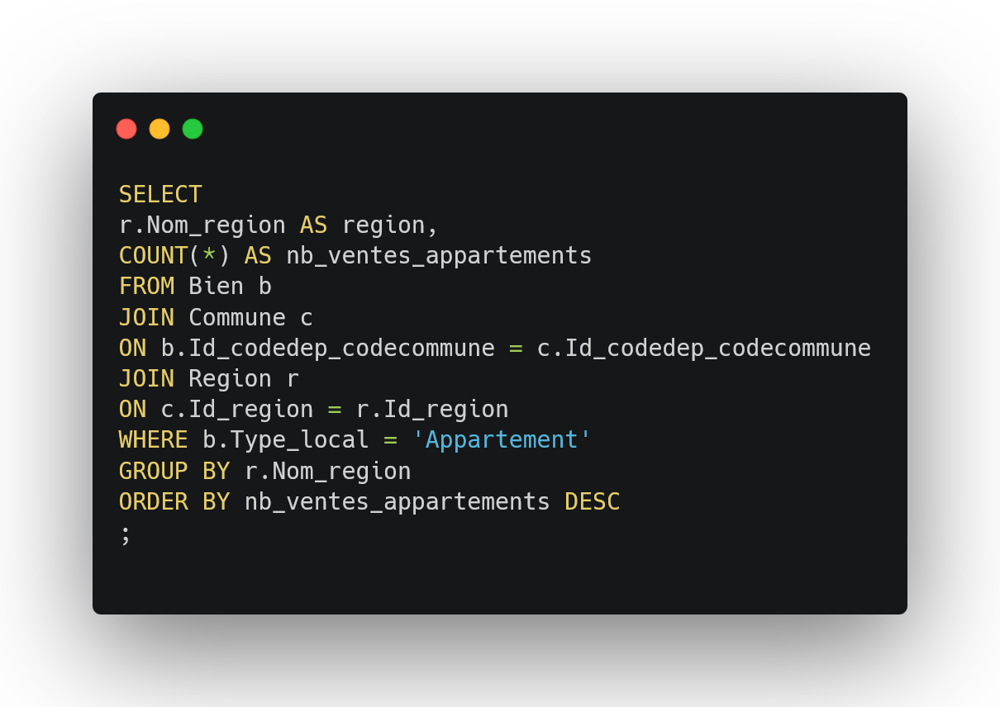 SELECT
r.Nom_region AS region,
COUNT(*) AS nb_ventes_appartements
FROM Bien b
JOIN Commune c
ON b.Id_codedep_codecommune = c.Id_codedep_codecommune
JOIN Region r
ON c.Id_region = r.Id_region
WHERE b.Type_local = 'Appartement'
GROUP BY r.Nom_region
ORDER BY nb_ventes_appartements DESC
;